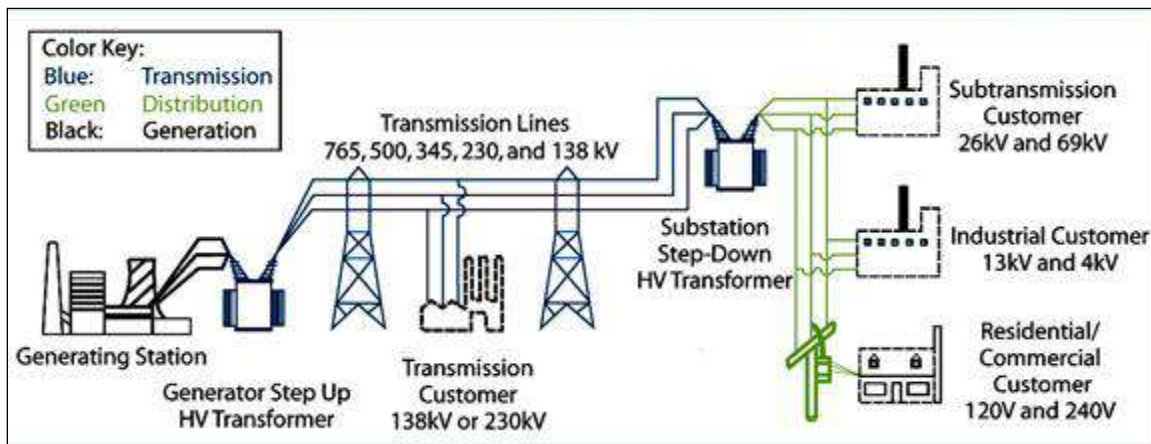 Color Key:
Blue: Transmission
Green Distribution
Black: Generation
Transmission Lines
765, 500, 345, 230, and 138 kV
Subtransmission
Customer
26kV and 69kV
Substation
Step-Down
HV Transformer
Industrial Customer
13kV and 4kV
Generating Station
Generator Step Up
HV Transformer
Transmission
Customer
138kV or 230kV
Residential/
Commercial
Customer
120V and 240V